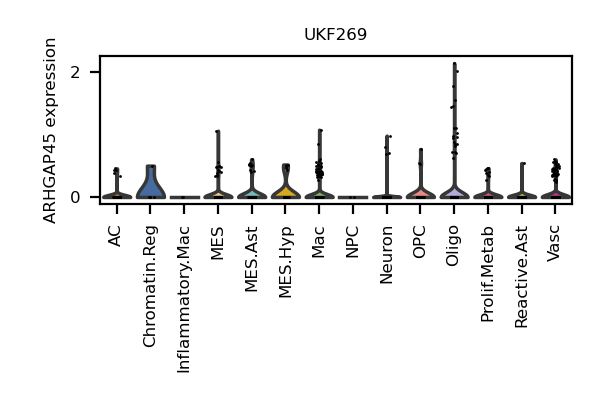 UKF269
ARHGAP45 expression
2
0
AC
Chromatin.Reg
Inflammatory.Mac
MES
MES.Ast
MES.Hyp
Mac
NPC
Neuron
OPC
Oligo
Prolif.Metab
Reactive.Ast
Vasc